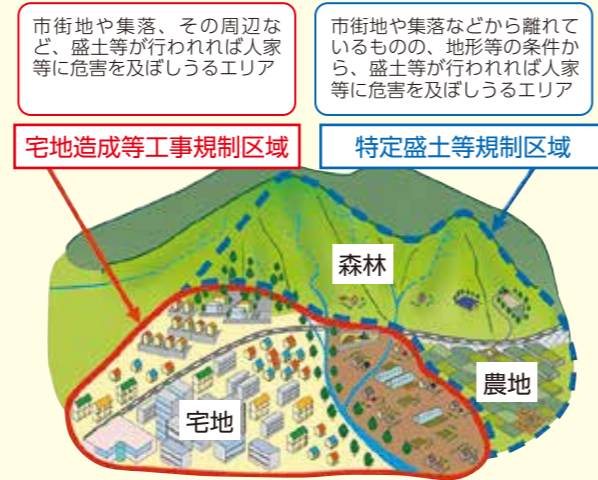 市街地や集落、その周辺な
ど、盛土等が行われれば人家
等に危害を及ぼしうるエリア
市街地や集落などから離れて
いるものの、地形等の条件か
ら、盛土等が行われれば人家
等に危害を及ぼしうるエリア
宅地造成等工事規制区域
特定盛土等規制区域
森林
農地
宅地